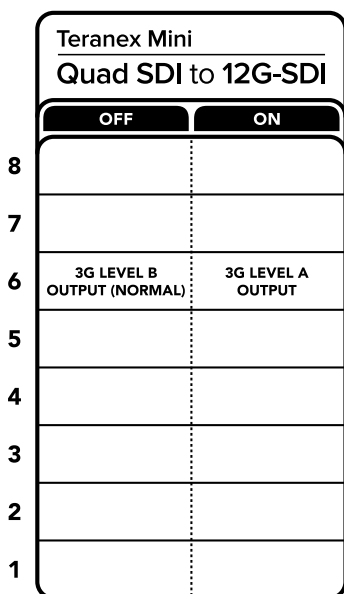 Teranex Mini
Quad SDI to 12G-SDI
OFF ON
8
7
6 3G LEVEL B OUTPUT (NORMAL) 3G LEVEL A OUTPUT
5
4
3
2
1